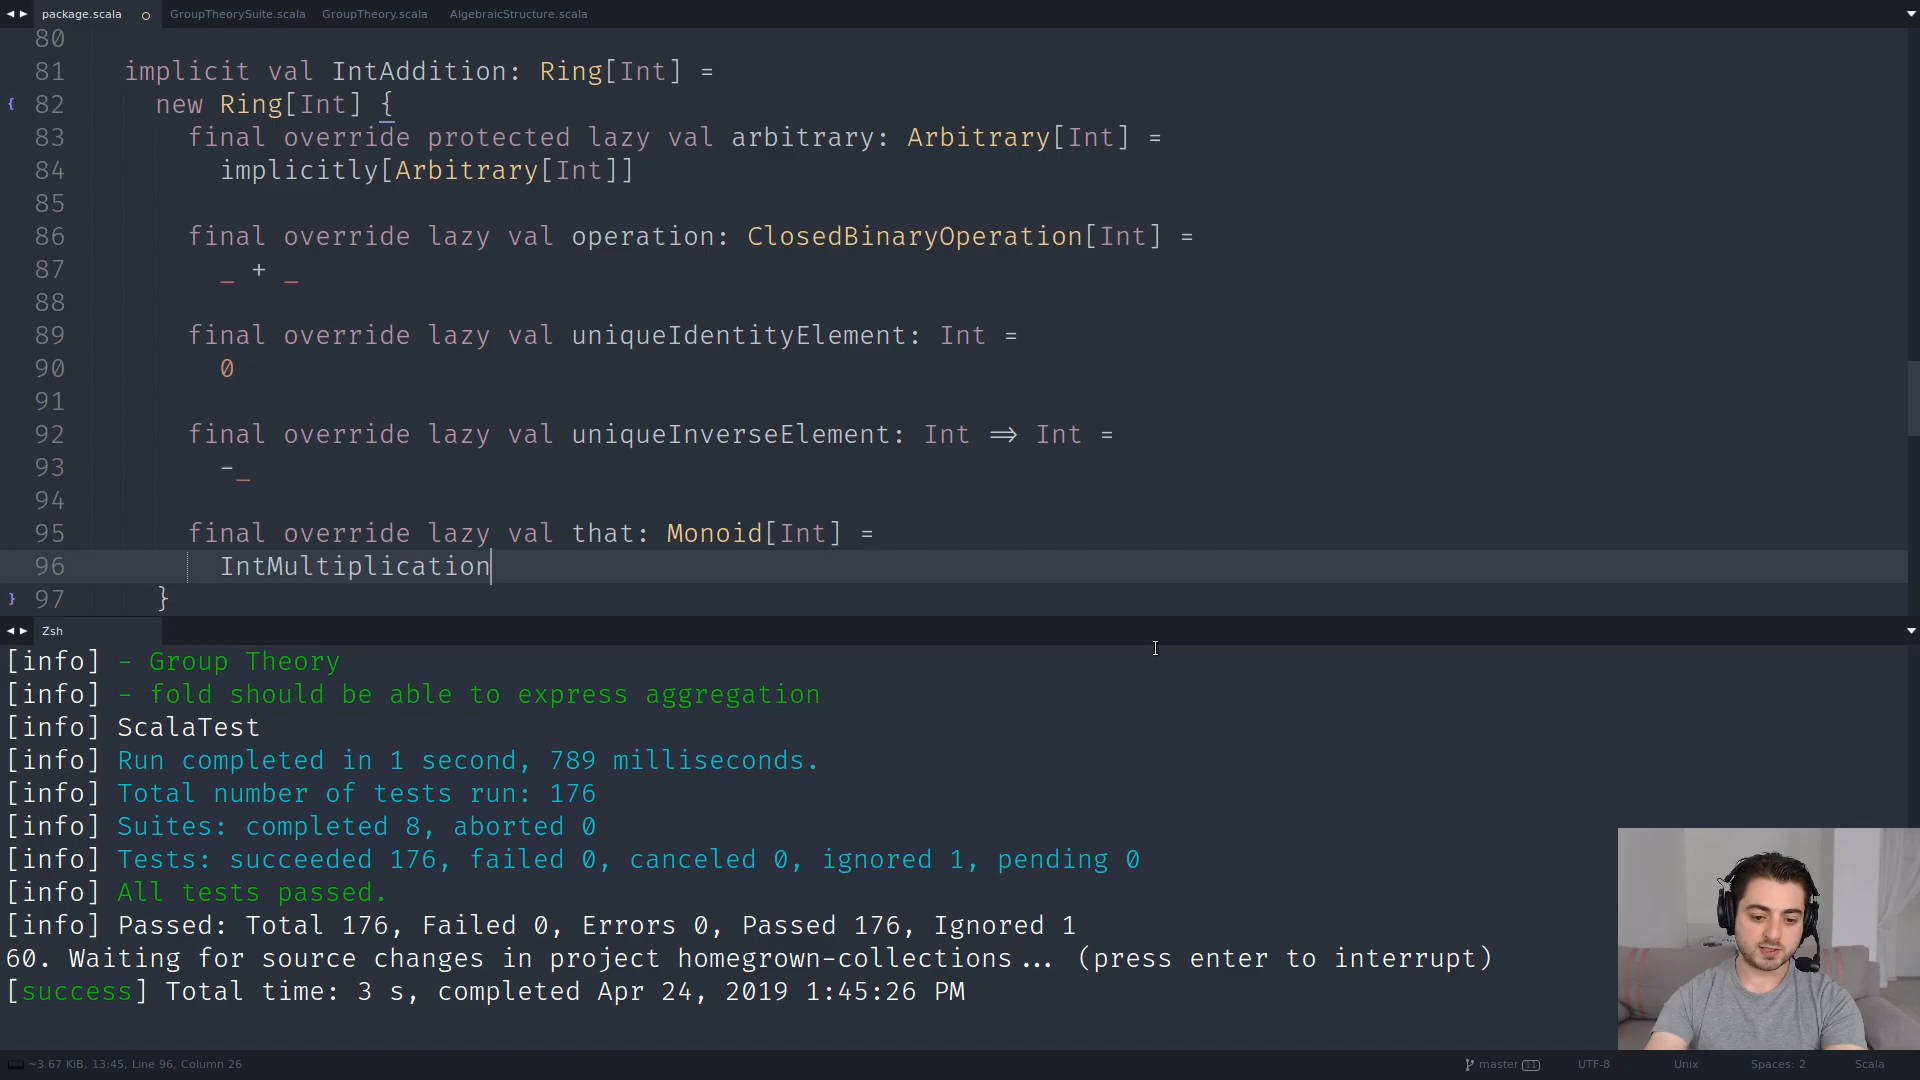 package.scala
GroupTheorySuite.scala
GroupTheory.scala
AlgebraicStructure.scala
80
81 implicit val IntAddition: Ring[Int] =
{ 82 new Ring[Int] {
83 final override protected lazy val arbitrary: Arbitrary[Int] =
84 implicitly[Arbitrary[Int]]
85
86 final override lazy val operation: ClosedBinaryOperation[Int] =
87 _ + _
88
89 final override lazy val uniqueIdentityElement: Int =
90 0
91
92 final override lazy val uniqueInverseElement: Int ⇒ Int =
93 -_
94
95 final override lazy val that: Monoid[Int] =
96 IntMultiplication
} 97 }
Zsh
[info] - Group Theory
[info] - fold should be able to express aggregation
[info] ScalaTest
[info] Run completed in 1 second, 789 milliseconds.
[info] Total number of tests run: 176
[info] Suites: completed 8, aborted 0
[info] Tests: succeeded 176, failed 0, canceled 0, ignored 1, pending 0
[info] All tests passed.
[info] Passed: Total 176, Failed 0, Errors 0, Passed 176, Ignored 1
60. Waiting for source changes in project homegrown-collections... (press enter to interrupt)
[success] Total time: 3 s, completed Apr 24, 2019 1:45:26 PM
~3.67 KiB, 13:45, Line 96, Column 26
master 11
UTF-8
Unix
Spaces: 2
Scala